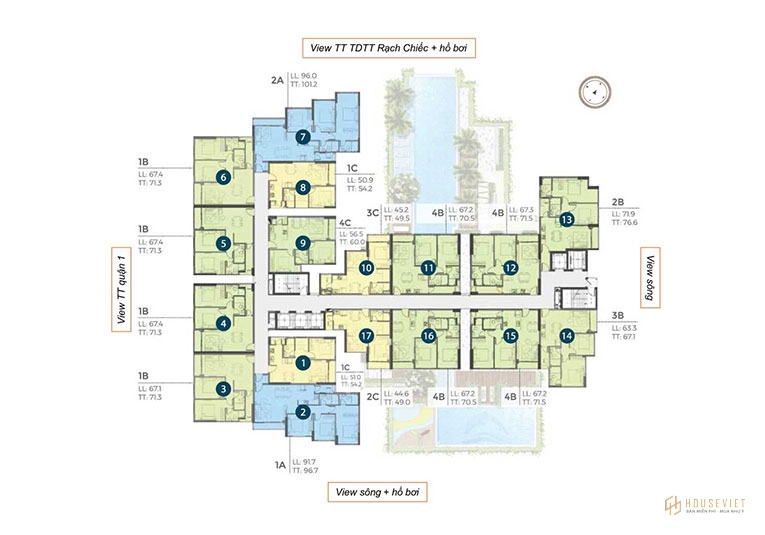 View TT TDTT Rạch Chiếc + hồ bơi
2A
LL: 96.0
TT: 101.2
7
1B
LL: 67.4
TT: 71.3
6
8
1C
LL: 50.9
TT: 54.2
1B
LL: 67.4
TT: 71.3
5
9
4C
LL: 56.5
TT: 60.0
3C
LL: 45.2
TT: 49.5
4B
LL: 67.2
TT: 70.5
4B
LL: 67.3
TT: 71.5
13
2B
LL: 71.9
TT: 76.6
10
11
12
View TT quận 1
View sông
1B
LL: 67.4
TT: 71.3
4
17
16
15
14
3B
LL: 63.3
TT: 67.1
1
1C
LL: 51.0
TT: 54.2
1B
LL: 67.1
TT: 71.3
3
2
2C
LL: 44.6
TT: 49.0
4B
LL: 67.2
TT: 70.5
4B
LL: 67.2
TT: 71.5
1A
LL: 91.7
TT: 96.7
View sông + hồ bơi
HOUSEVIET
BÁN MIỄN PHÍ - MUA NHƯ Ý